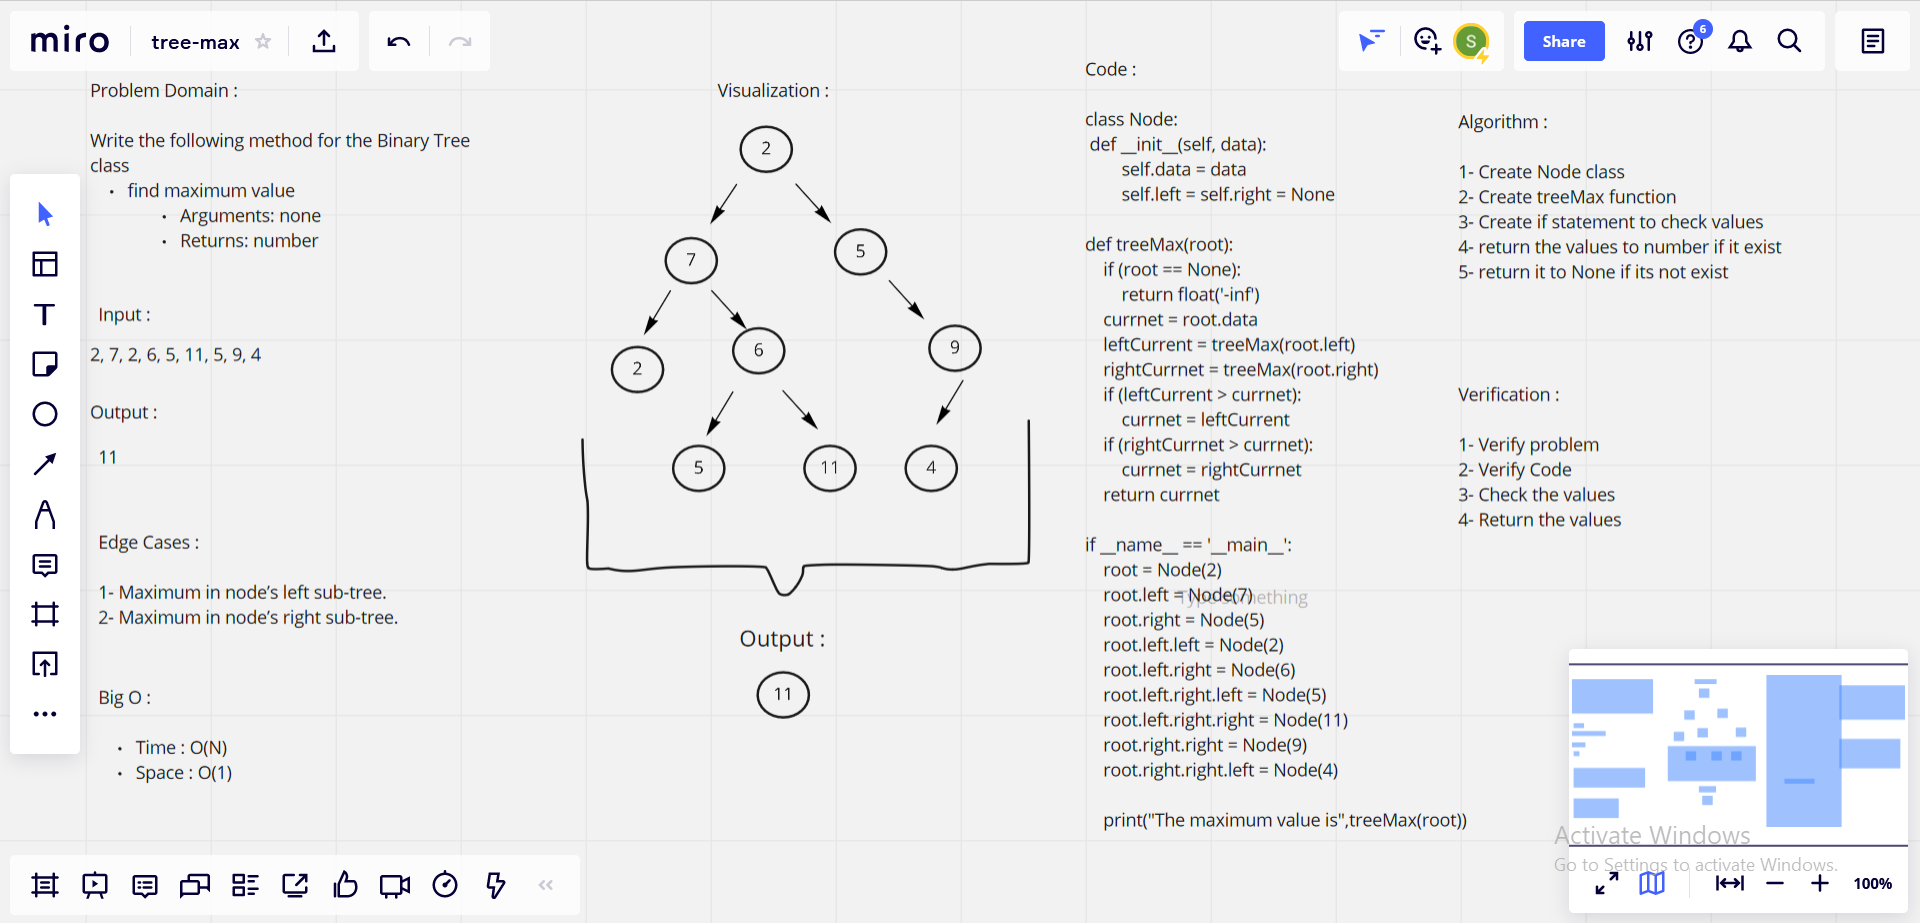 miro
tree-max
S
Share
6
Problem Domain :
Write the following method for the Binary Tree
class
• find maximum value
• Arguments: none
• Returns: number
Input :
2, 7, 2, 6, 5, 11, 5, 9, 4
Output :
11
Edge Cases :
1- Maximum in node’s left sub-tree.
2- Maximum in node’s right sub-tree.
Big O :
• Time : O(N)
• Space : O(1)
Visualization :
2
7
5
2
6
9
5
11
4
Output :
11
Code :
class Node:
def __init__(self, data):
self.data = data
self.left = self.right = None
def treeMax(root):
if (root == None):
return float('-inf')
currnet = root.data
leftCurrent = treeMax(root.left)
rightCurrnet = treeMax(root.right)
if (leftCurrent > currnet):
currnet = leftCurrent
if (rightCurrnet > currnet):
currnet = rightCurrnet
return currnet
if __name__ == '__main__':
root = Node(2)
root.left = Node(7)
Type something
root.right = Node(5)
root.left.left = Node(2)
root.left.right = Node(6)
root.left.right.left = Node(5)
root.left.right.right = Node(11)
root.right.right = Node(9)
root.right.right.left = Node(4)
print("The maximum value is",treeMax(root))
Algorithm :
1- Create Node class
2- Create treeMax function
3- Create if statement to check values
4- return the values to number if it exist
5- return it to None if its not exist
Verification :
1- Verify problem
2- Verify Code
3- Check the values
4- Return the values
Activate Windows
Go to Settings to activate Windows.
100%